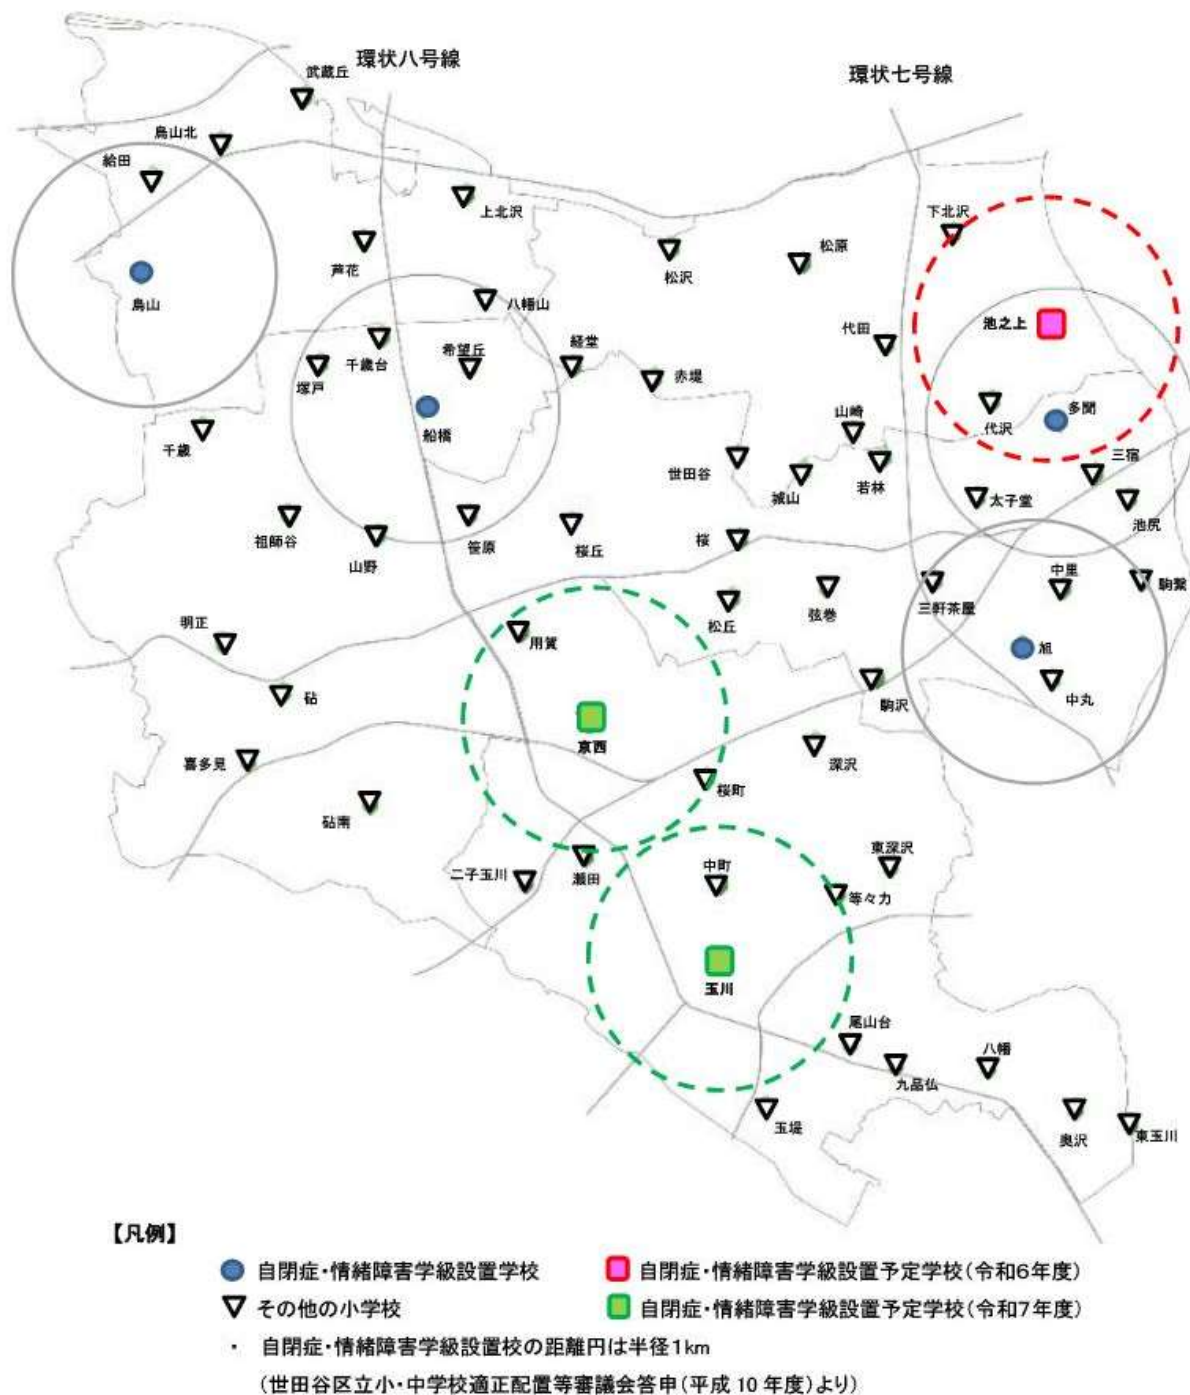 環状八号線
環状七号線
武蔵丘
烏山北
給田
上北沢
下北沢
芦花
松沢
松原
烏山
八幡山
池之上
代田
千歳台
希望丘
経堂
塚戸
赤堤
山崎
代沢
多聞
船橋
千歳
三宿
世田谷
城山
若林
太子堂
池尻
祖師谷
山野
笹原
桜丘
桜
中里
駒繋
三軒茶屋
松丘
弦巻
明正
用賀
旭
砧
駒沢
中丸
京西
喜多見
深沢
桜町
砧南
東深沢
中町
二子玉川
瀬田
等々力
玉川
尾山台
八幡
九品仏
玉堤
奥沢
東玉川
【凡例】
自閉症・情緒障害学級設置学校
自閉症・情緒障害学級設置予定学校(令和6年度)
その他の小学校
自閉症・情緒障害学級設置予定学校(令和7年度)
・ 自閉症・情緒障害学級設置校の距離円は半径1km
(世田谷区立小・中学校適正配置等審議会答申(平成 10 年度)より)